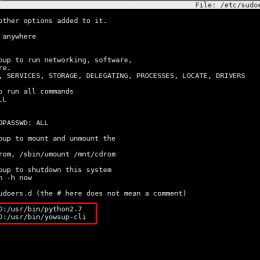 File: /etc/sudoe
other options added to it.
anywhere
oup to run networking, software,
re.
, SERVICES, STORAGE, DELEGATING, PROCESSES, LOCATE, DRIVERS
o run all commands
LL
OPASSWD: ALL
oup to mount and unmount the
drom, /sbin/umount /mnt/cdrom
oup to shutdown this system
n -h now
udoers.d (the # here does not mean a comment)
D:/usr/bin/python2.7
D:/usr/bin/yowsup-cli